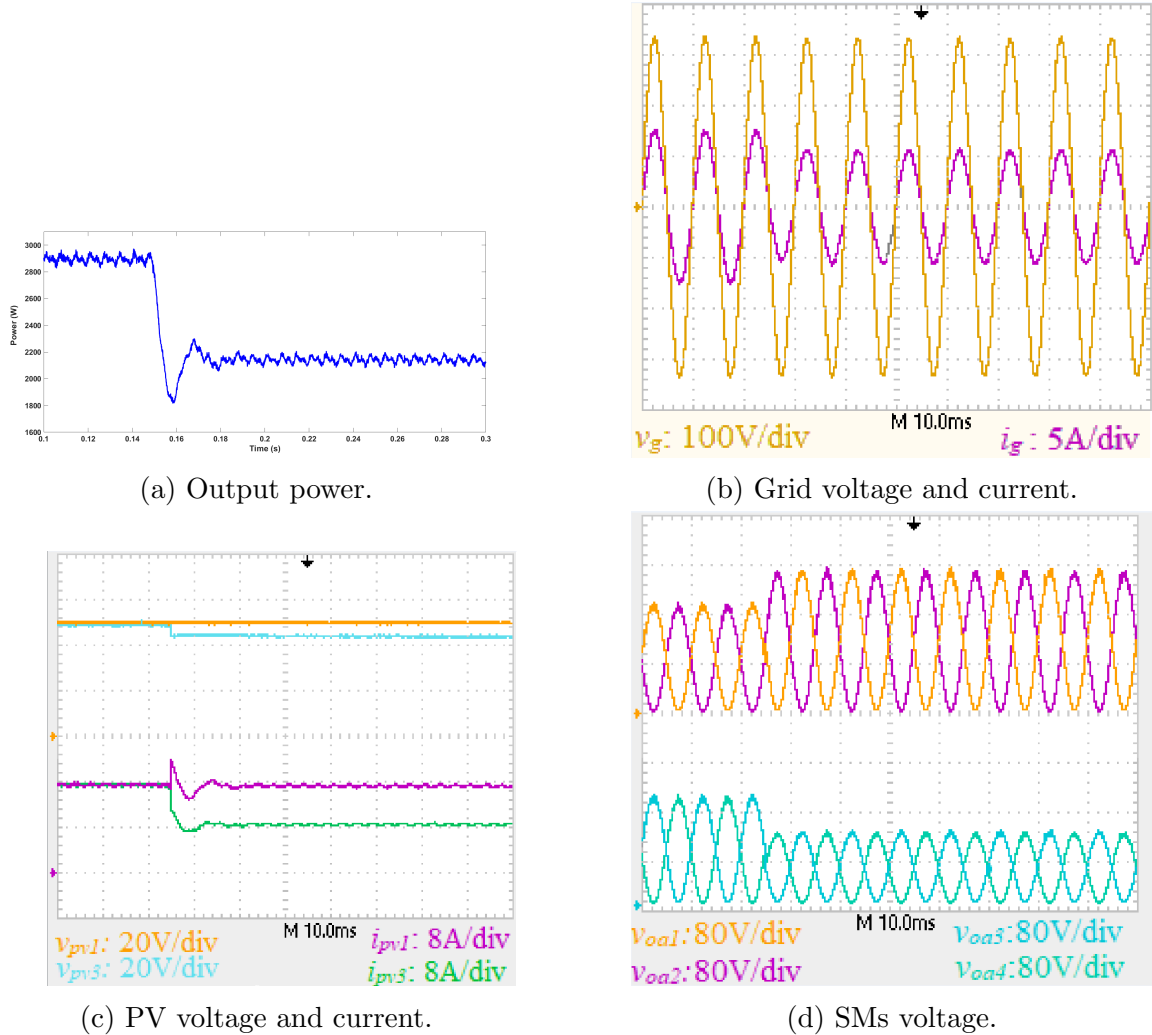 3000
2800
2600
2400
2200
2000
1800
1600
Power (W)
0.1 0.12 0.14 0.16 0.18 0.2 0.22 0.24 0.26 0.28 0.3
Time (s)
(a) Output power.
M 10.0ms
vg: 100V/div ig: 5A/div
(b) Grid voltage and current.
M 10.0ms
vpv1: 20V/div ipv1: 8A/div
vpv3: 20V/div ipv3: 8A/div
(c) PV voltage and current.
M 10.0ms
voa1:80V/div voa3:80V/div
voa2:80V/div voa4:80V/div
(d) SMs voltage.